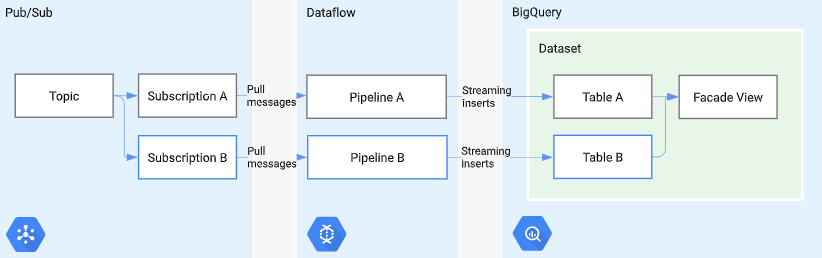 Pub/Sub
Dataflow
BigQuery
Dataset
Topic
Subscription A
Pull
messages
Pipeline A
Streaming
inserts
Table A
Facade View
Subscription B
Pull
messages
Pipeline B
Streaming
inserts
Table B